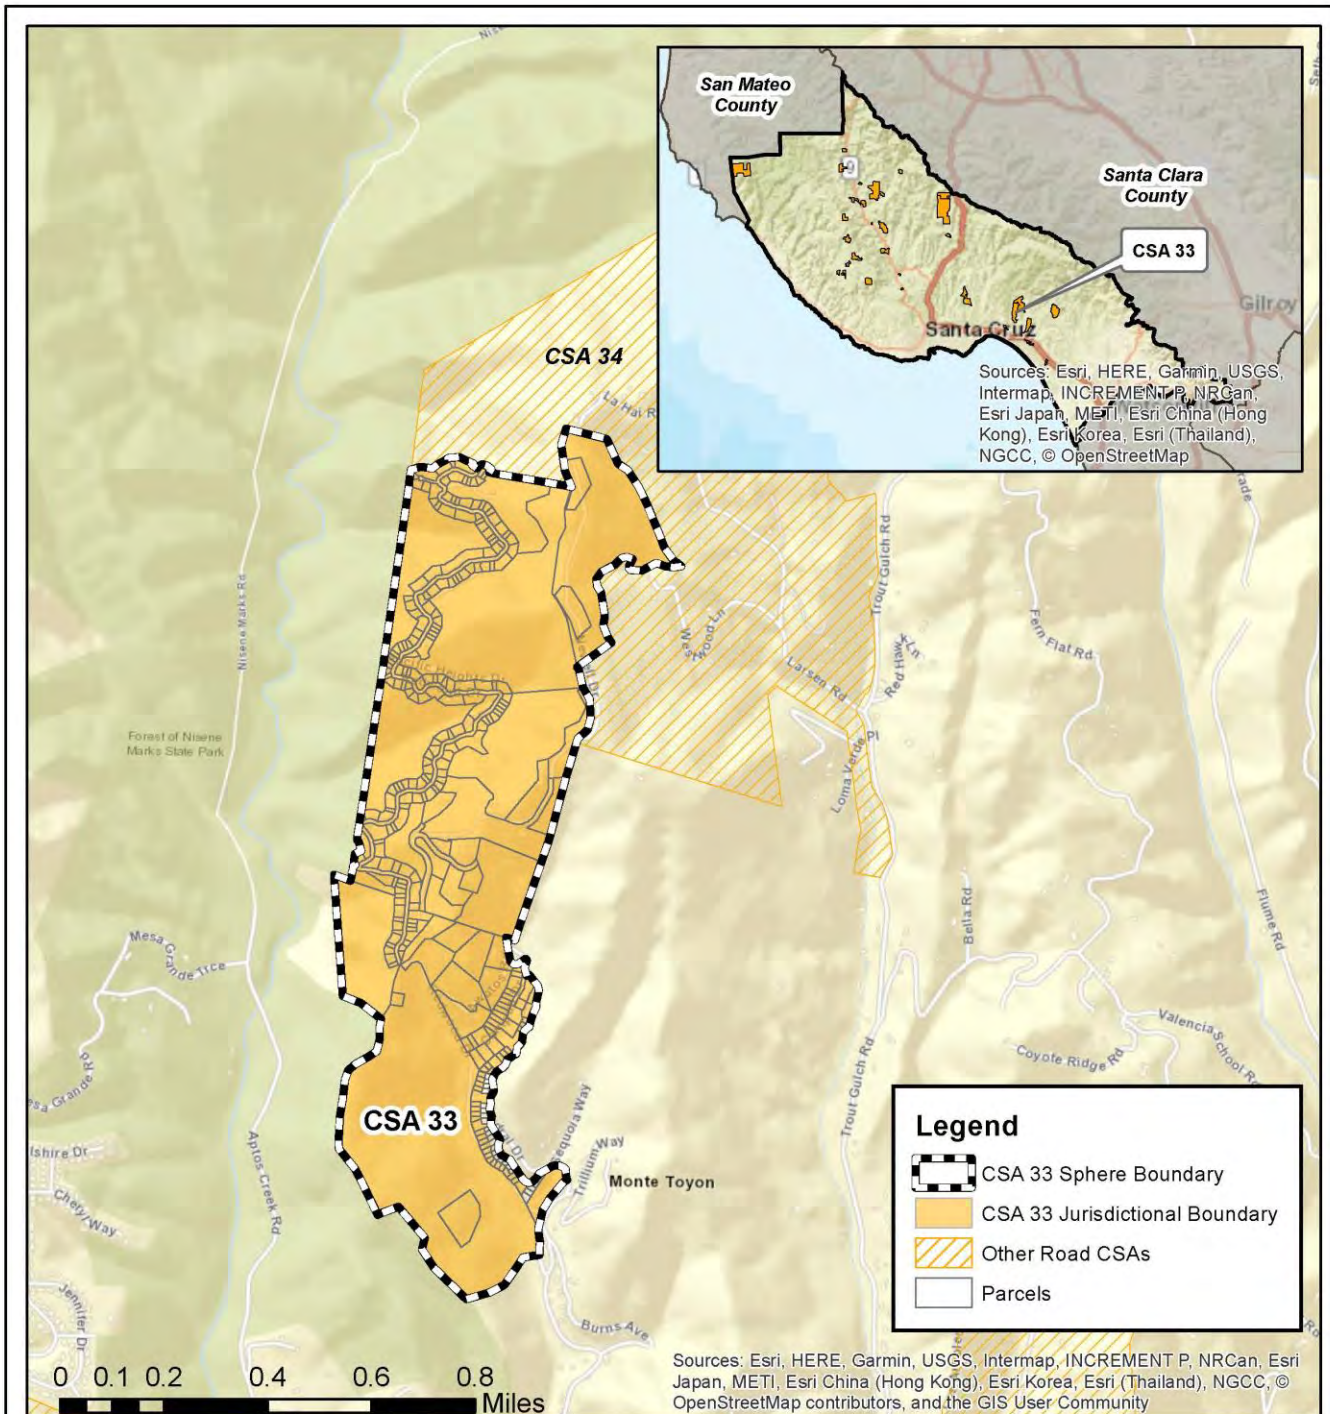 San Mateo
County
Santa Clara
County
9
CSA 33
Gilroy
Santa Cruz
Sources: Esri, HERE, Garmin, USGS,
Intermap, INCREMENT P, NRCan,
Esri Japan, METI, Esri China (Hong
Kong), Esri Korea, Esri (Thailand),
NGCC, © OpenStreetMap
CSA 34
Nisene Marks Rd
Trout Gulch Rd
Westwood Ln
Larsen Rd
Red Hawk Ln
Fern Flat Rd
Loma Verde Pl
Forest of Nisene
Marks State Park
Flume Rd
Bella Rd
Mesa Grande Trce
Valencia
School Rd
Coyote Ridge Rd
Trout Gulch Rd
Aptos Creek Rd
CSA 33
Sequoia Way
Trillium Way
Monte Toyon
Jennifer Dr
Burns Ave
Legend
CSA 33 Sphere Boundary
CSA 33 Jurisdictional Boundary
Other Road CSAs
Parcels
0 0.1 0.2 0.4 0.6 0.8
Miles
Sources: Esri, HERE, Garmin, USGS, Intermap, INCREMENT P, NRCan, Esri
Japan, METI, Esri China (Hong Kong), Esri Korea, Esri (Thailand), NGCC, ©
OpenStreetMap contributors, and the GIS User Community